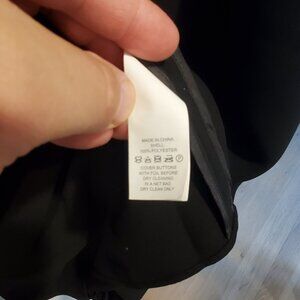 MADE IN CHINA
SHELL
100% POLYESTER
COVER BUTTONS
WITH FOIL BEFORE
DRY CLEANING
IN A NET BAG
DRY CLEAN ONLY